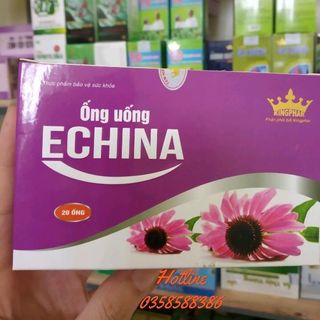 Thực phẩm bảo vệ sức khỏe
KINGPHAR
Ống uống
ECHINA
20 ỐNG
Hotline
0358588386